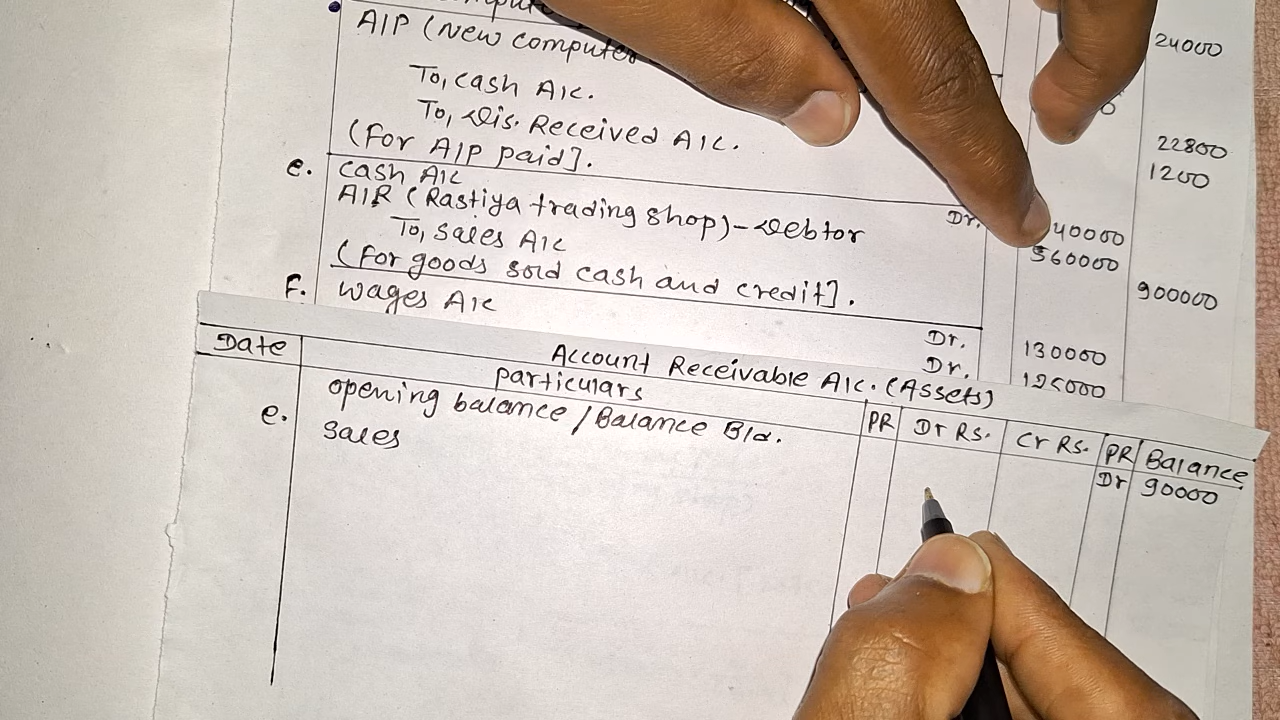 A/P (New computer
24000
To, cash A/c.
To, Dis. Received A/c.
22800
(For A/P paid].
1200
e. cash A/c
Dr.
40000
A/R (Rastiya trading shop) - Debtor
560000
To, sales A/c
900000
(For goods sold cash and credit].
f. wages A/c
Dr. 130000
Dr. 125000
Account Receivable A/c. (Assets)
Date particulars PR Dr Rs. Cr Rs. PR Balance
opening balance / Balance B/d. Dr 90000
e. Sales